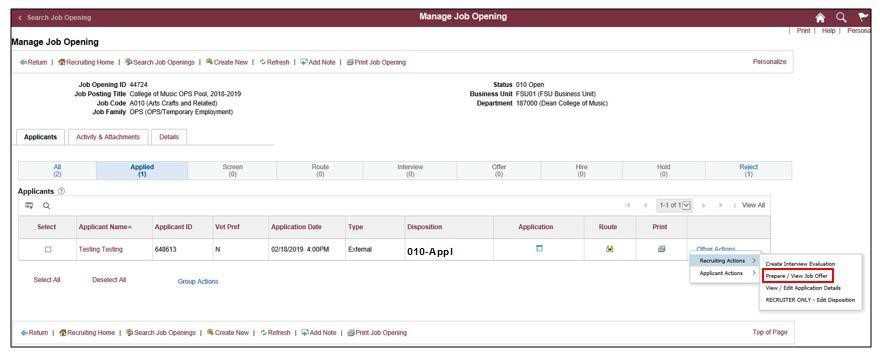 < Search Job Opening Manage Job Opening
| Print | Help | Persona
Manage Job Opening
Return | Recruiting Home | Search Job Openings | Create New | Refresh | Add Note | Print Job Opening Personalize
Job Opening ID 44724 Status 010 Open
Job Posting Title College of Music OPS Pool, 2018-2019 Business Unit FSU01 (FSU Business Unit)
Job Code A010 (Arts Crafts and Related) Department 187000 (Dean College of Music)
Job Family OPS (OPS/Temporary Employment)
Applicants Activity & Attachments Details
All Applied Screen Route Interview Offer Hire Hold Reject
(2) (1) (0) (0) (0) (0) (0) (0) (1)
Applicants ?
1-1 of 1 | View All
Select Applicant Name Applicant ID Vet Pref Application Date Type Disposition Application Route Print
Testing Testing 648613 N 02/18/2019 4:00PM External 010-Appl Other Actions
Recruiting Actions > Create Interview Evaluation
Applicant Actions > Prepare / View Job Offer
View / Edit Application Details
RECRUITER ONLY - Edit Disposition
Select All Deselect All Group Actions
Return | Recruiting Home | Search Job Openings | Create New | Refresh | Add Note | Print Job Opening Top of Page